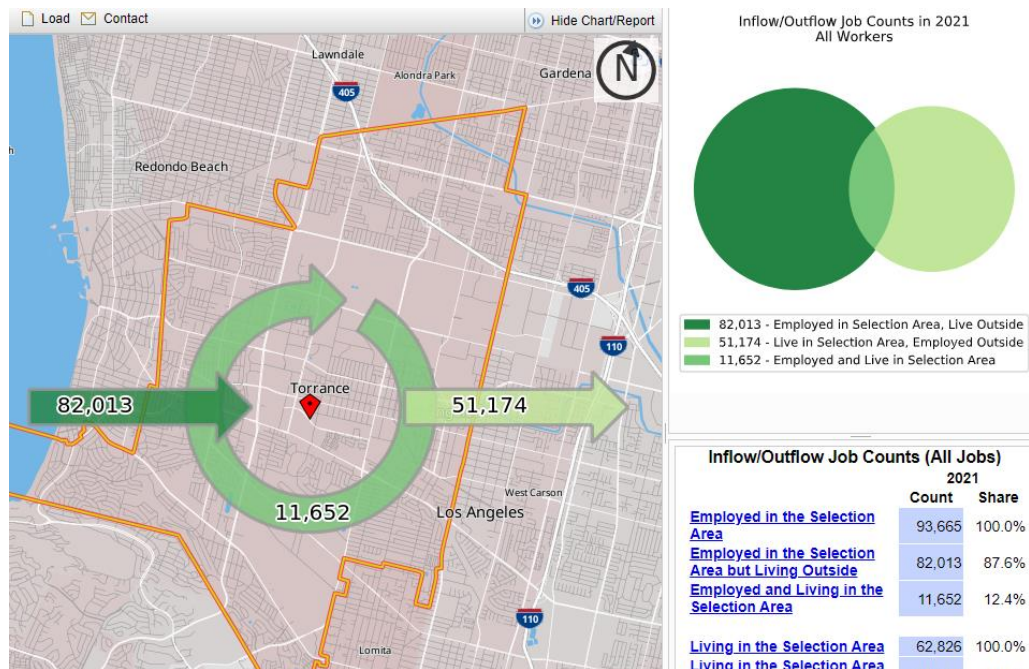 Load Contact
Hide Chart/Report
Lawndale
Alondra Park
Gardena
N
405
Redondo Beach
h
405
110
Torrance
82,013
51,174
11,652
West Carson
Los Angeles
110
Lomita
Inflow/Outflow Job Counts in 2021
All Workers
82,013 - Employed in Selection Area, Live Outside
51,174 - Live in Selection Area, Employed Outside
11,652 - Employed and Live in Selection Area
Inflow/Outflow Job Counts (All Jobs)
2021
Count Share
Employed in the Selection
Area 93,665 100.0%
Employed in the Selection
Area but Living Outside 82,013 87.6%
Employed and Living in the
Selection Area 11,652 12.4%
Living in the Selection Area 62,826 100.0%
Living in the Selection Area